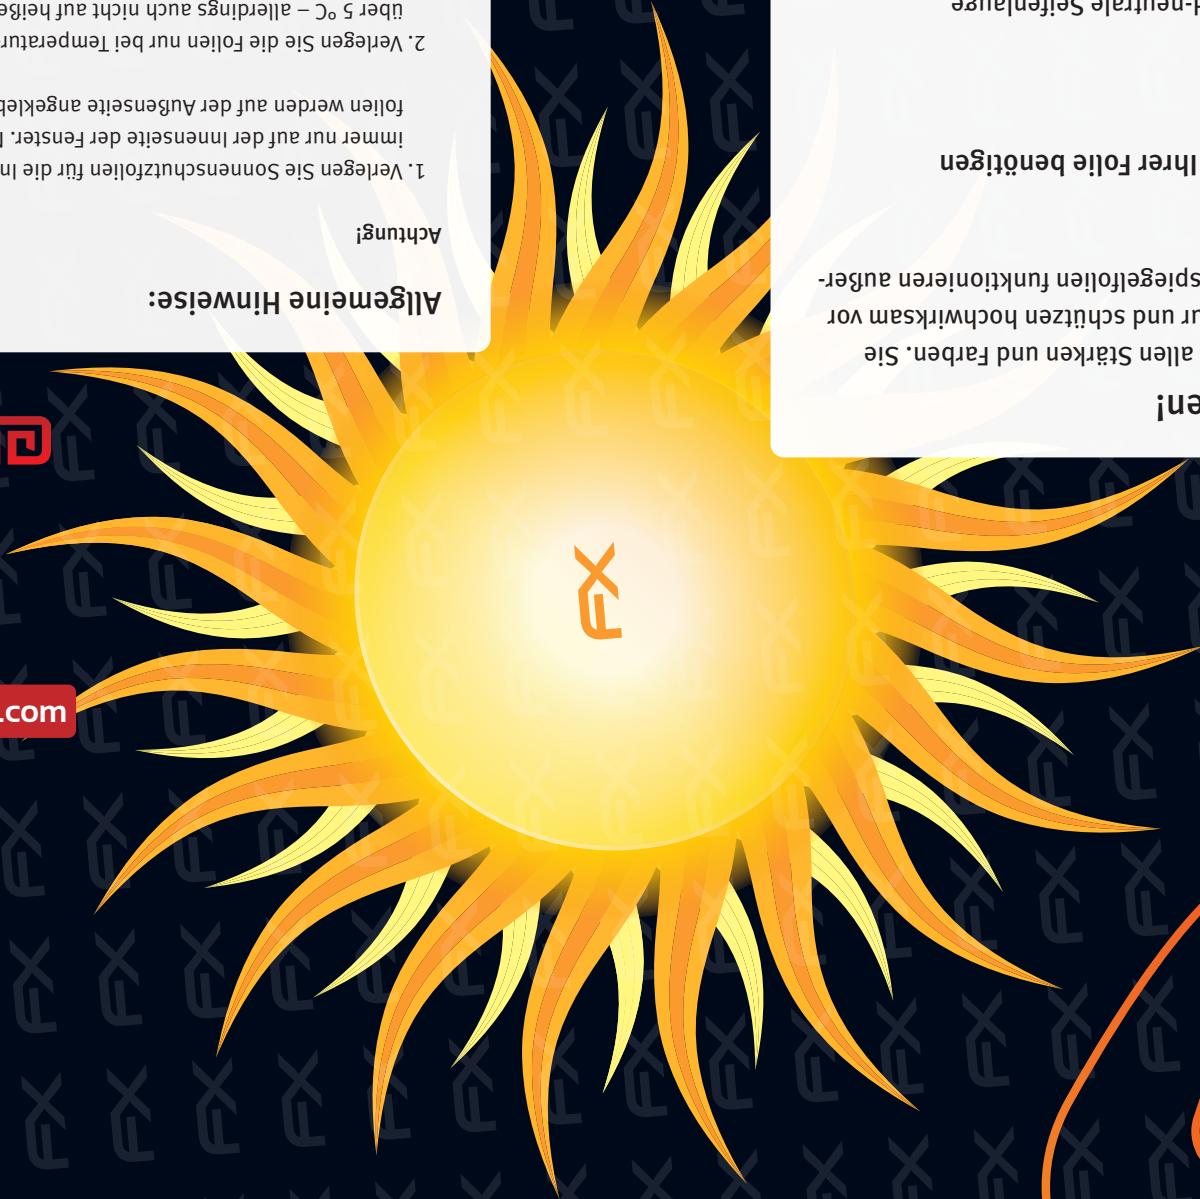 en!
allen Stärken und Farben. Sie
ur und schützen hochwirksam vor
spiegelfolien funktionieren außer-
Ihrer Folie benötigen
-neutrale Seifenlauge
Allgemeine Hinweise:
Achtung!
1. Verlegen Sie Sonnenschutzfolien für die In
immer nur auf der Innenseite der Fenster.
folien werden auf der Außenseite angekleb
2. Verlegen Sie die Folien nur bei Temperature
über 5 °C – allerdings auch nicht auf heiße
.com
FX